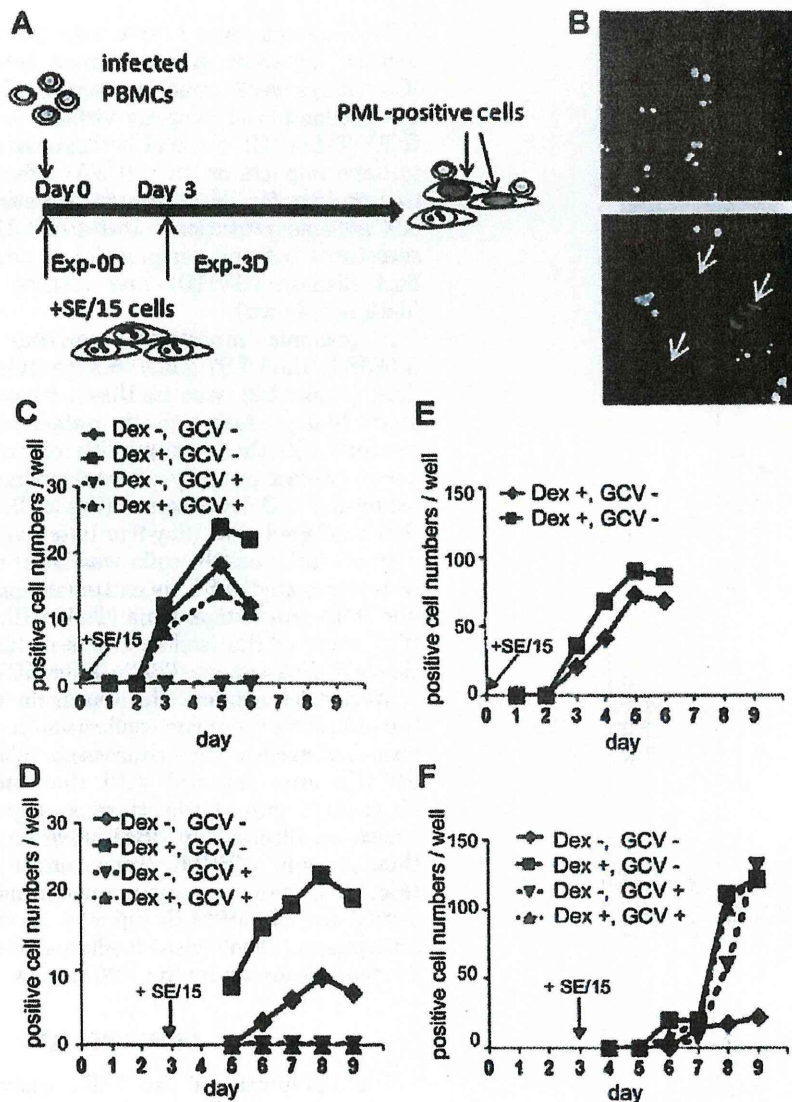 A
infected
PBMCs
PML-positive cells
Day 0
Day 3
Exp-0D
Exp-3D
+SE/15 cells
B
C
Dex -, GCV -
Dex +, GCV -
Dex -, GCV +
Dex +, GCV +
positive cell numbers / well
30
20
10
0
+SE/15
0 1 2 3 4 5 6 7 8 9
day
E
Dex +, GCV -
Dex +, GCV -
positive cell numbers / well
150
100
50
0
+SE/15
0 1 2 3 4 5 6 7 8 9
day
D
Dex -, GCV -
Dex +, GCV -
Dex -, GCV +
Dex +, GCV +
positive cell numbers / well
30
20
10
0
+ SE/15
0 1 2 3 4 5 6 7 8 9
day
F
Dex -, GCV -
Dex +, GCV -
Dex -, GCV +
Dex +, GCV +
positive cell numbers / well
150
100
50
0
+ SE/15
0 1 2 3 4 5 6 7 8 9
day